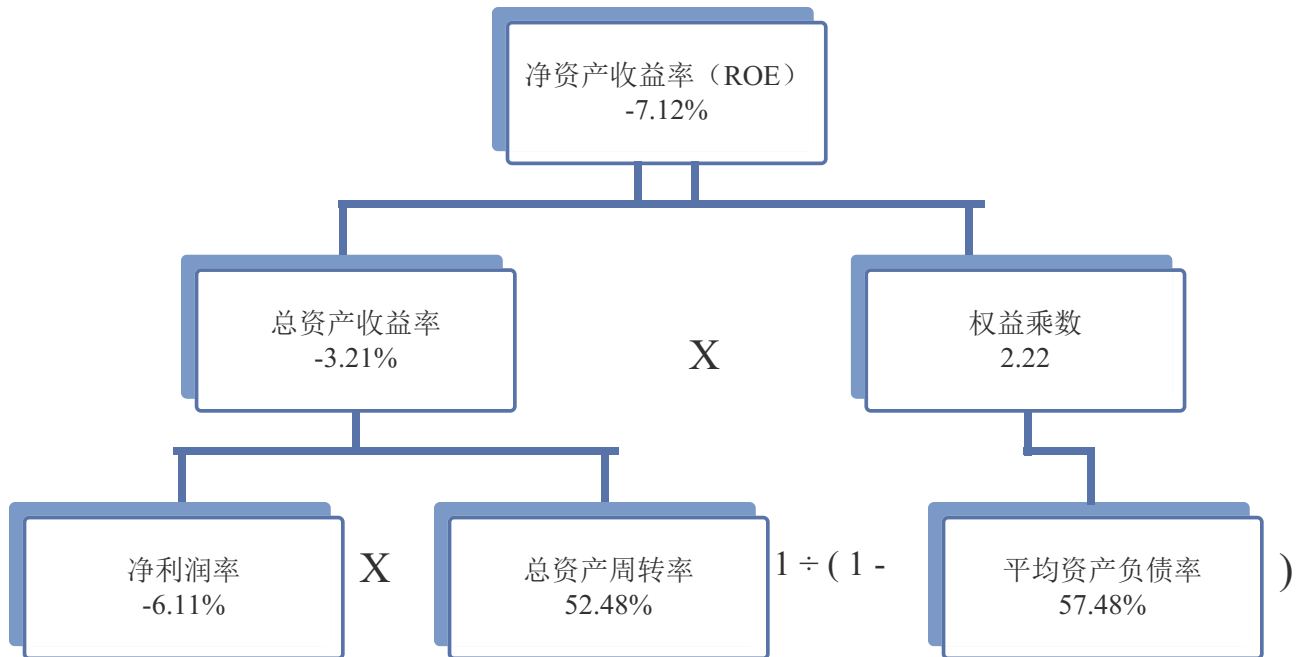 净资产收益率（ROE）
-7.12%
总资产收益率
-3.21%
X
权益乘数
2.22
净利润率
-6.11%
X
总资产周转率
52.48%
1 ÷ ( 1 -
平均资产负债率
57.48%
)